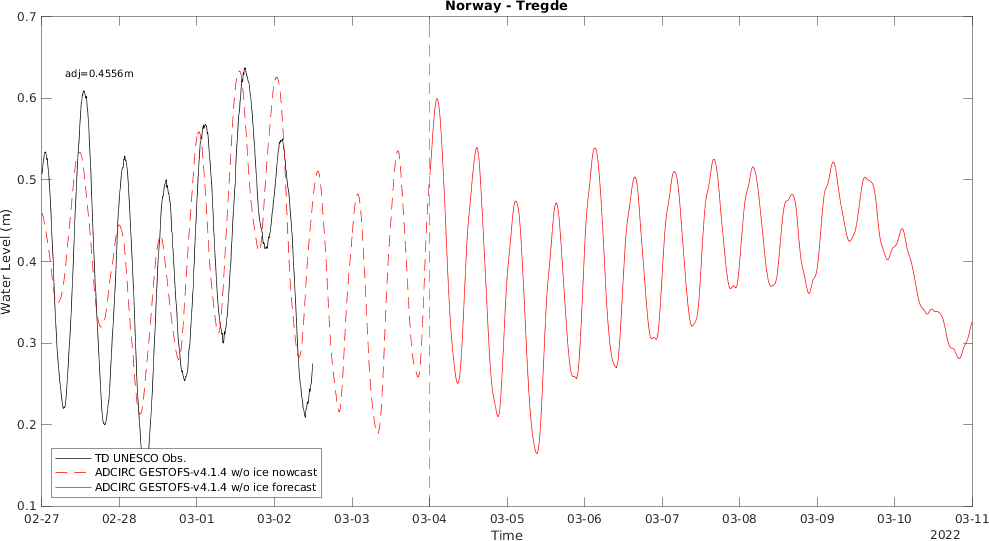 Norway - Tregde
0.7
adj=0.4556m
0.6
0.5
0.4
Water Level (m)
0.3
0.2
0.1
TD UNESCO Obs.
ADCIRC GESTOFS-v4.1.4 w/o ice nowcast
ADCIRC GESTOFS-v4.1.4 w/o ice forecast
02-27 02-28 03-01 03-02 03-03 03-04 03-05 03-06 03-07 03-08 03-09 03-10 03-11
Time
2022